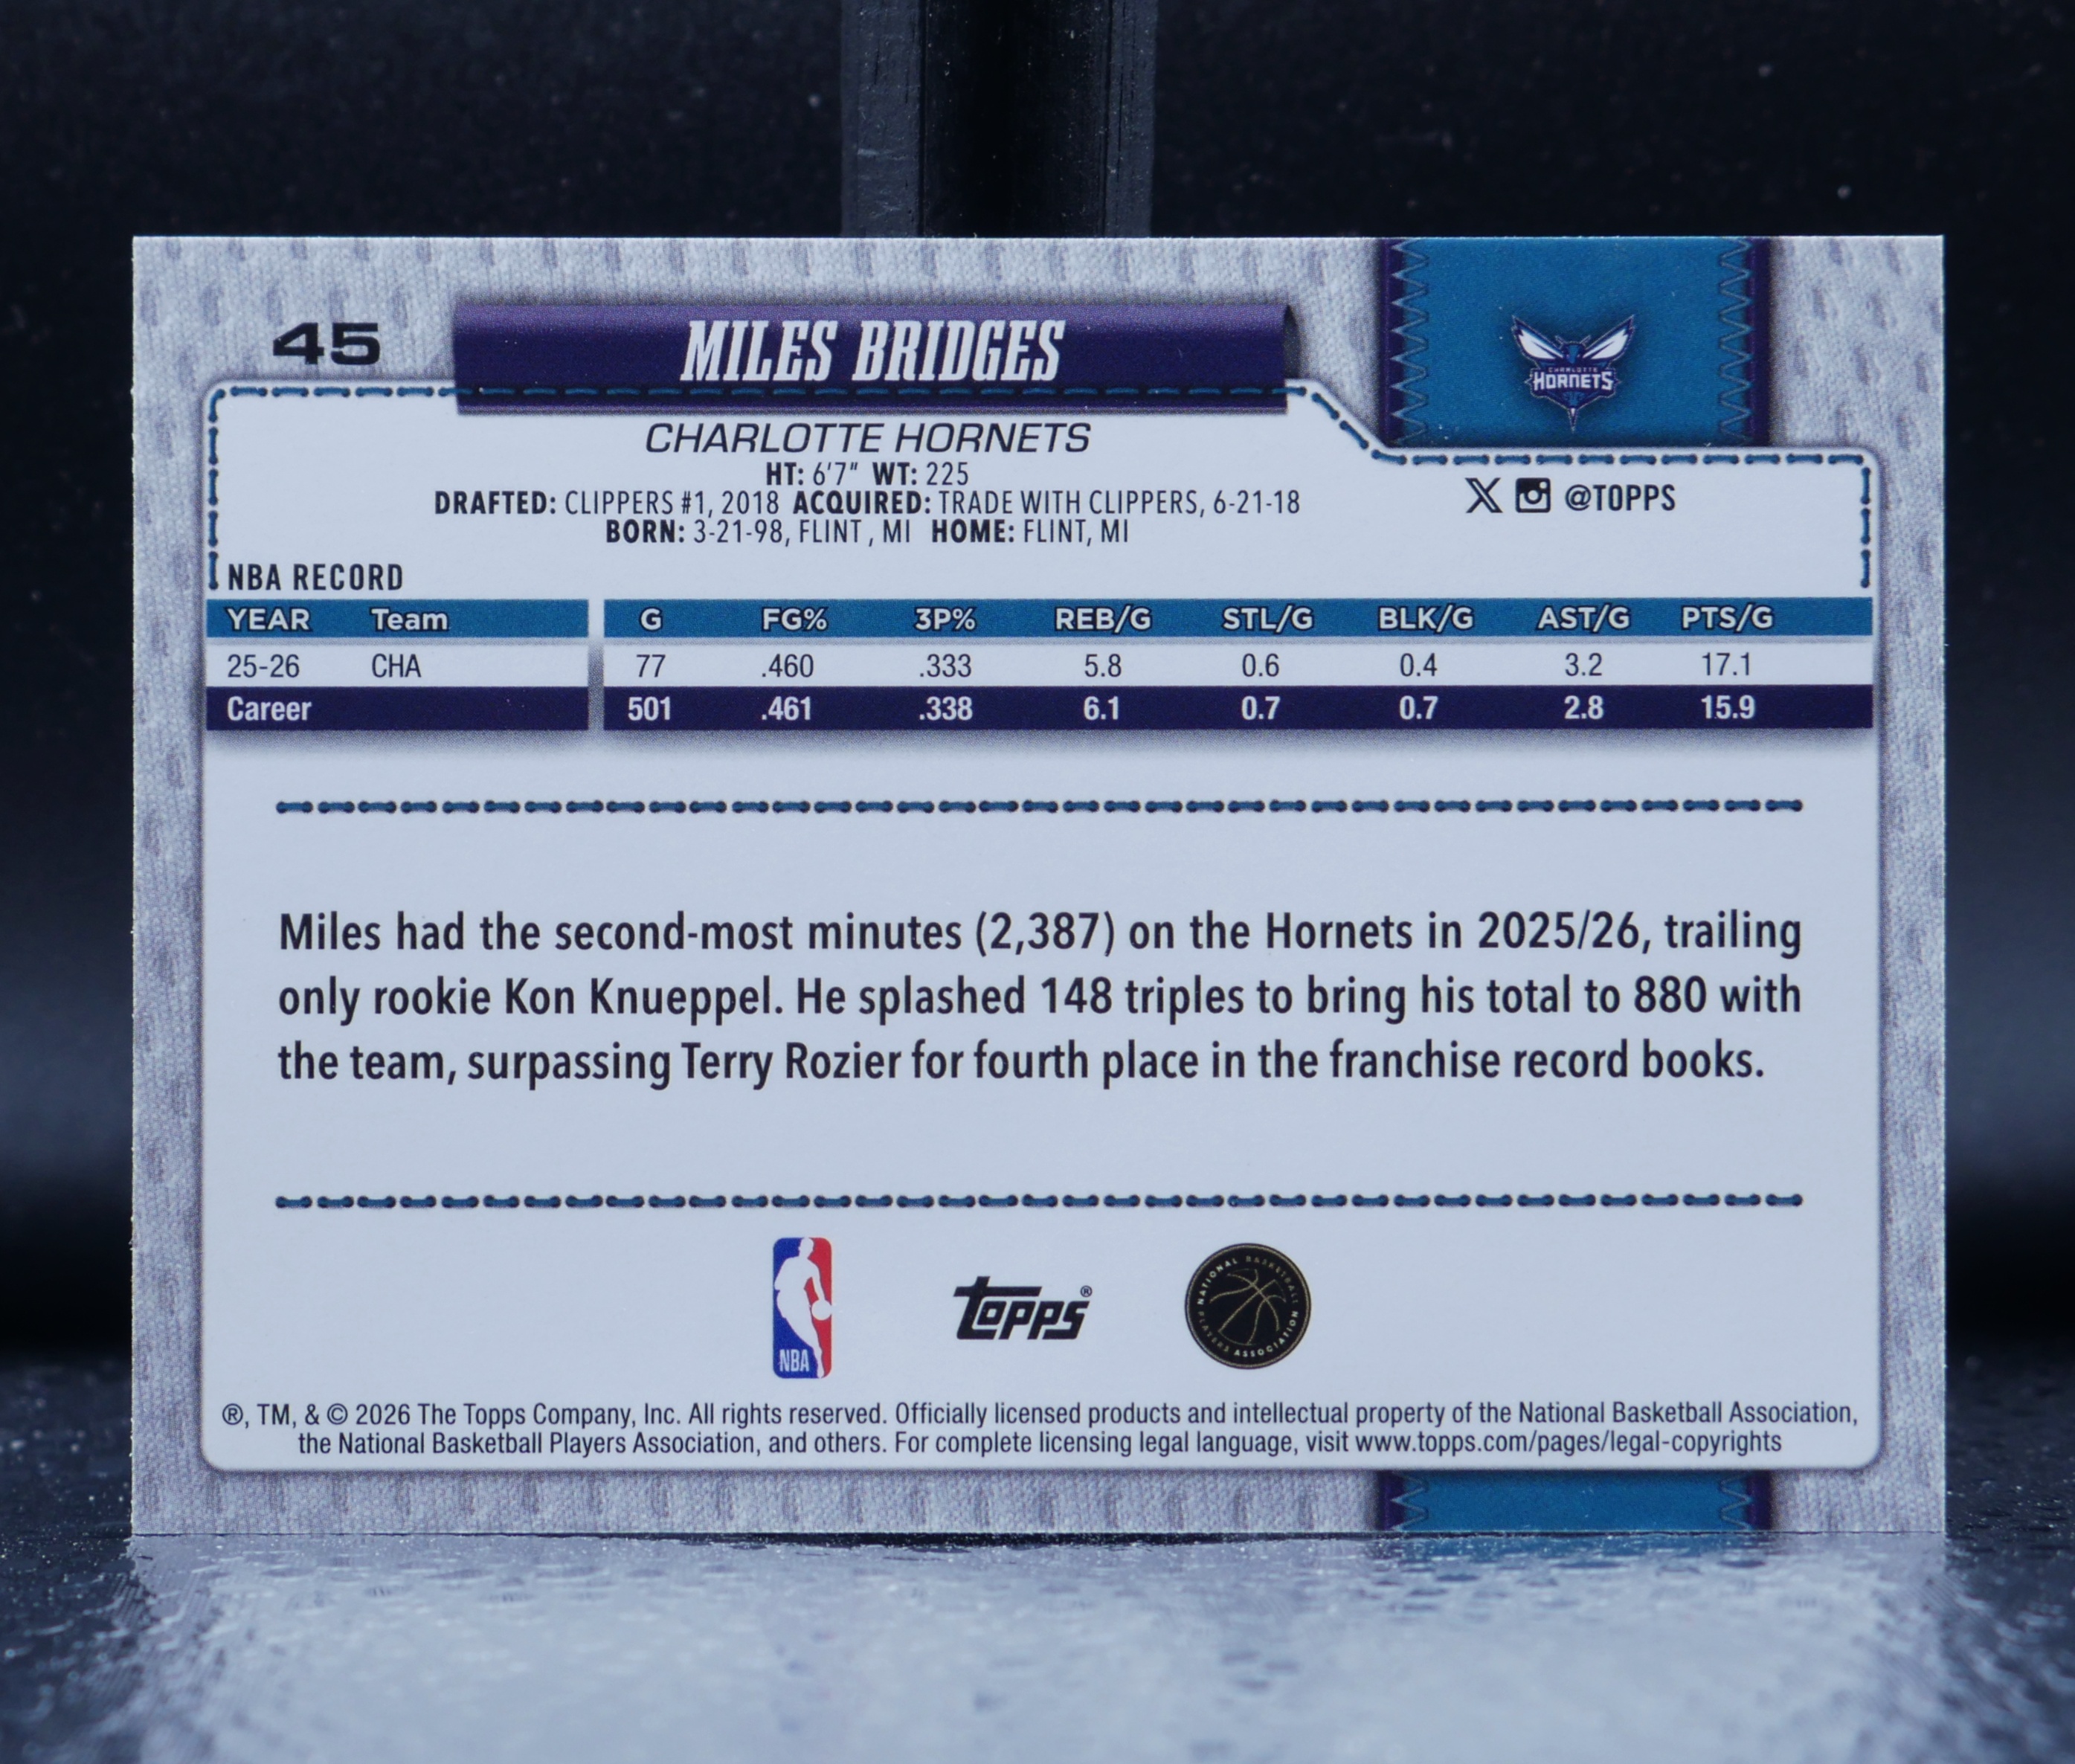 45
MILES BRIDGES
CHARLOTTE
HORNETS
CHARLOTTE HORNETS
HT: 6'7" WT: 225
DRAFTED: CLIPPERS #1, 2018 ACQUIRED: TRADE WITH CLIPPERS, 6-21-18
BORN: 3-21-98, FLINT , MI HOME: FLINT, MI
@TOPPS
NBA RECORD
YEAR Team G FG% 3P% REB/G STL/G BLK/G AST/G PTS/G
25-26 CHA 77 .460 .333 5.8 0.6 0.4 3.2 17.1
Career 501 .461 .338 6.1 0.7 0.7 2.8 15.9
Miles had the second-most minutes (2,387) on the Hornets in 2025/26, trailing
only rookie Kon Knueppel. He splashed 148 triples to bring his total to 880 with
the team, surpassing Terry Rozier for fourth place in the franchise record books.
NBA
topps®
NATIONAL BASKETBALL PLAYERS ASSOCIATION
®, TM, & © 2026 The Topps Company, Inc. All rights reserved. Officially licensed products and intellectual property of the National Basketball Association,
the National Basketball Players Association, and others. For complete licensing legal language, visit www.topps.com/pages/legal-copyrights